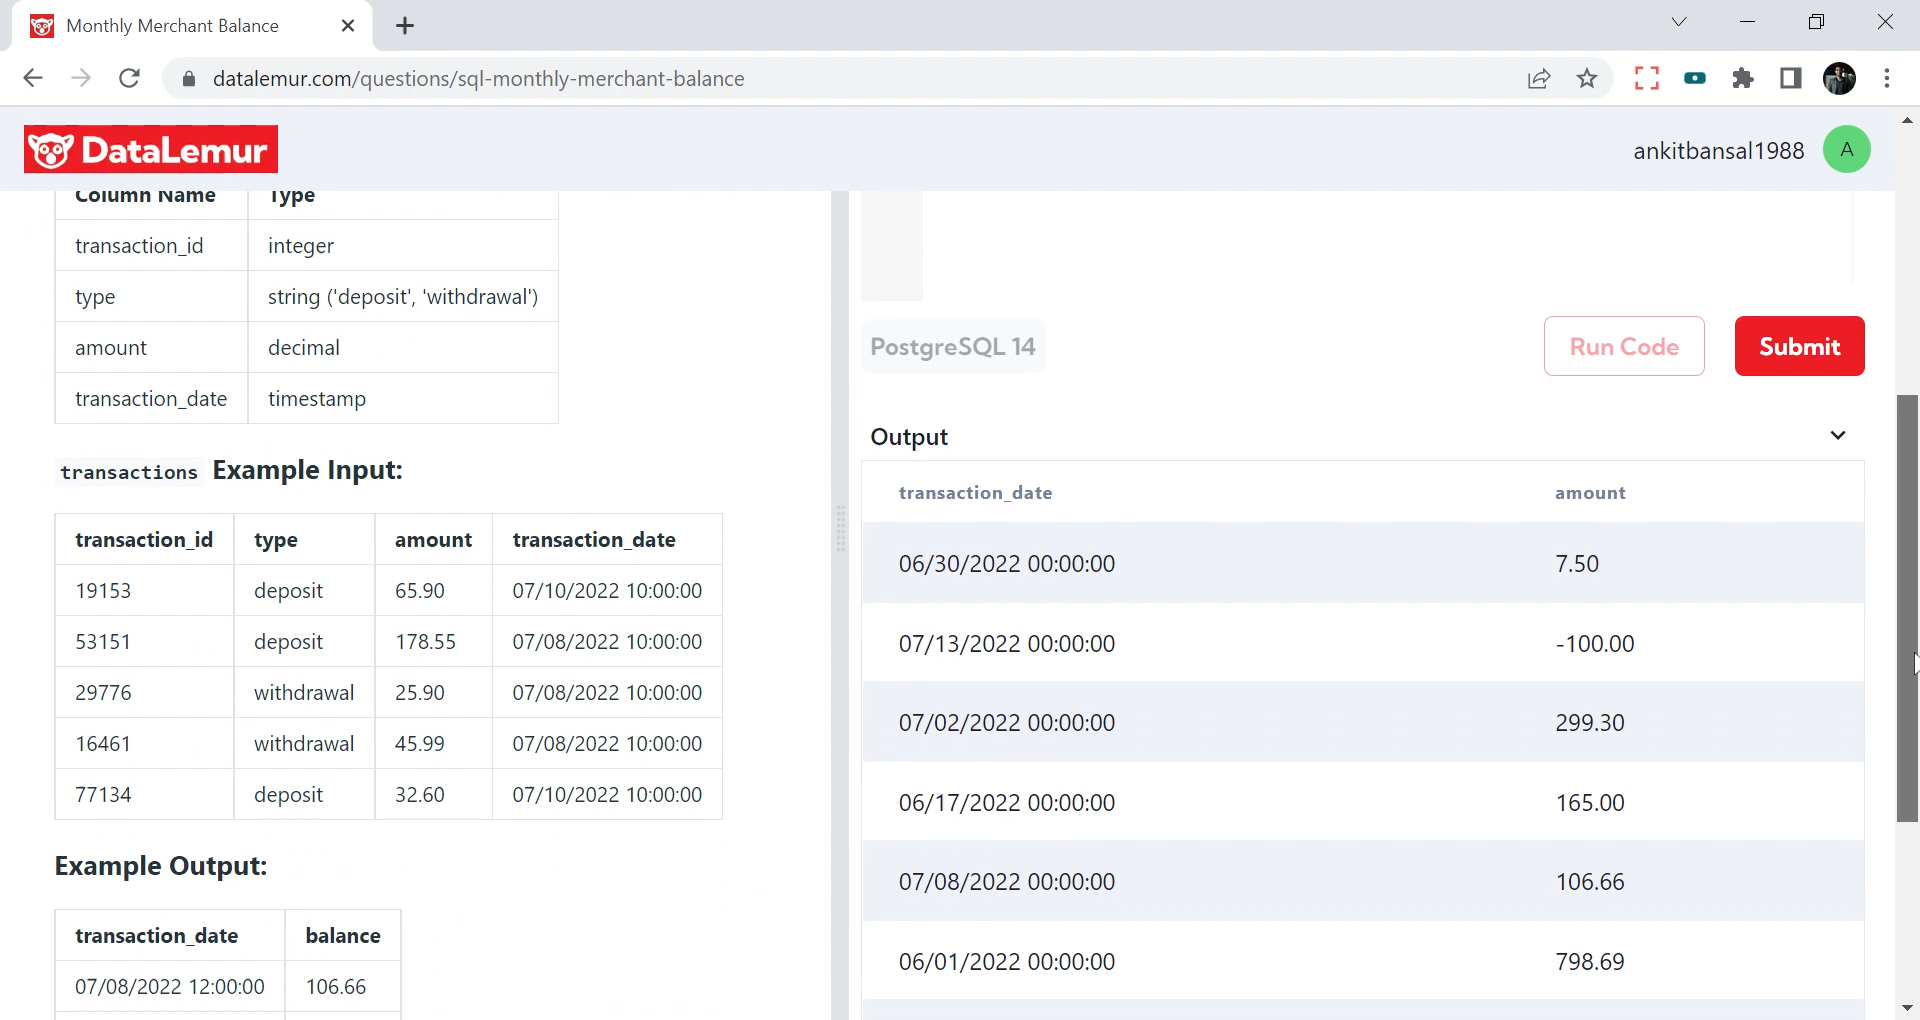 Monthly Merchant Balance
datalemur.com/questions/sql-monthly-merchant-balance
DataLemur
ankitbansal1988
A
Column Name Type
transaction_id integer
type string ('deposit', 'withdrawal')
amount decimal
transaction_date timestamp
transactions Example Input:
transaction_id type amount transaction_date
19153 deposit 65.90 07/10/2022 10:00:00
53151 deposit 178.55 07/08/2022 10:00:00
29776 withdrawal 25.90 07/08/2022 10:00:00
16461 withdrawal 45.99 07/08/2022 10:00:00
77134 deposit 32.60 07/10/2022 10:00:00
Example Output:
transaction_date balance
07/08/2022 12:00:00 106.66
PostgreSQL 14
Run Code
Submit
Output
transaction_date amount
06/30/2022 00:00:00 7.50
07/13/2022 00:00:00 -100.00
07/02/2022 00:00:00 299.30
06/17/2022 00:00:00 165.00
07/08/2022 00:00:00 106.66
06/01/2022 00:00:00 798.69